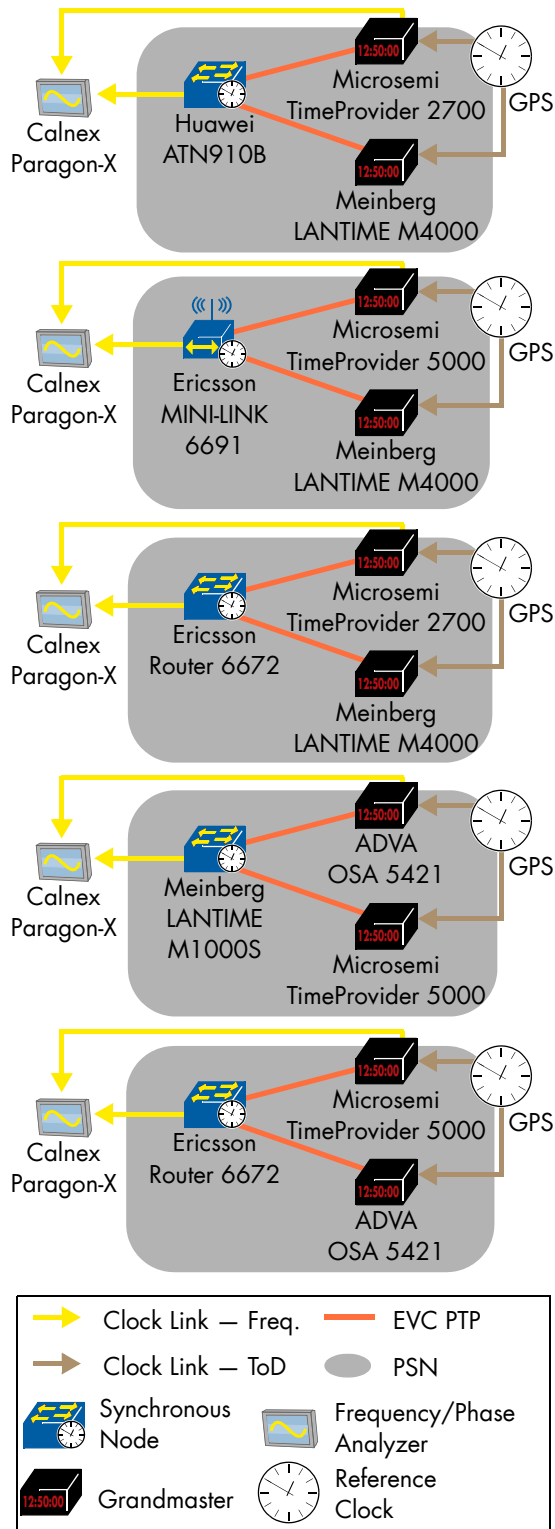 12:50:00
Microsemi
TimeProvider 2700
GPS
Calnex
Paragon-X
Huawei
ATN910B
12:50:00
Meinberg
LANTIME M4000
12:50:00
Microsemi
TimeProvider 5000
GPS
Calnex
Paragon-X
Ericsson
MINI-LINK
6691
12:50:00
Meinberg
LANTIME M4000
12:50:00
Microsemi
TimeProvider 2700
GPS
Calnex
Paragon-X
Ericsson
Router 6672
12:50:00
Meinberg
LANTIME M4000
12:50:00
ADVA
OSA 5421
GPS
Calnex
Paragon-X
Meinberg
LANTIME
M1000S
12:50:00
Microsemi
TimeProvider 5000
12:50:00
Microsemi
TimeProvider 5000
GPS
Calnex
Paragon-X
Ericsson
Router 6672
12:50:00
ADVA
OSA 5421
Clock Link — Freq.
EVC PTP
Clock Link — ToD
PSN
Synchronous
Node
Frequency/Phase
Analyzer
12:50:00
Grandmaster
Reference
Clock